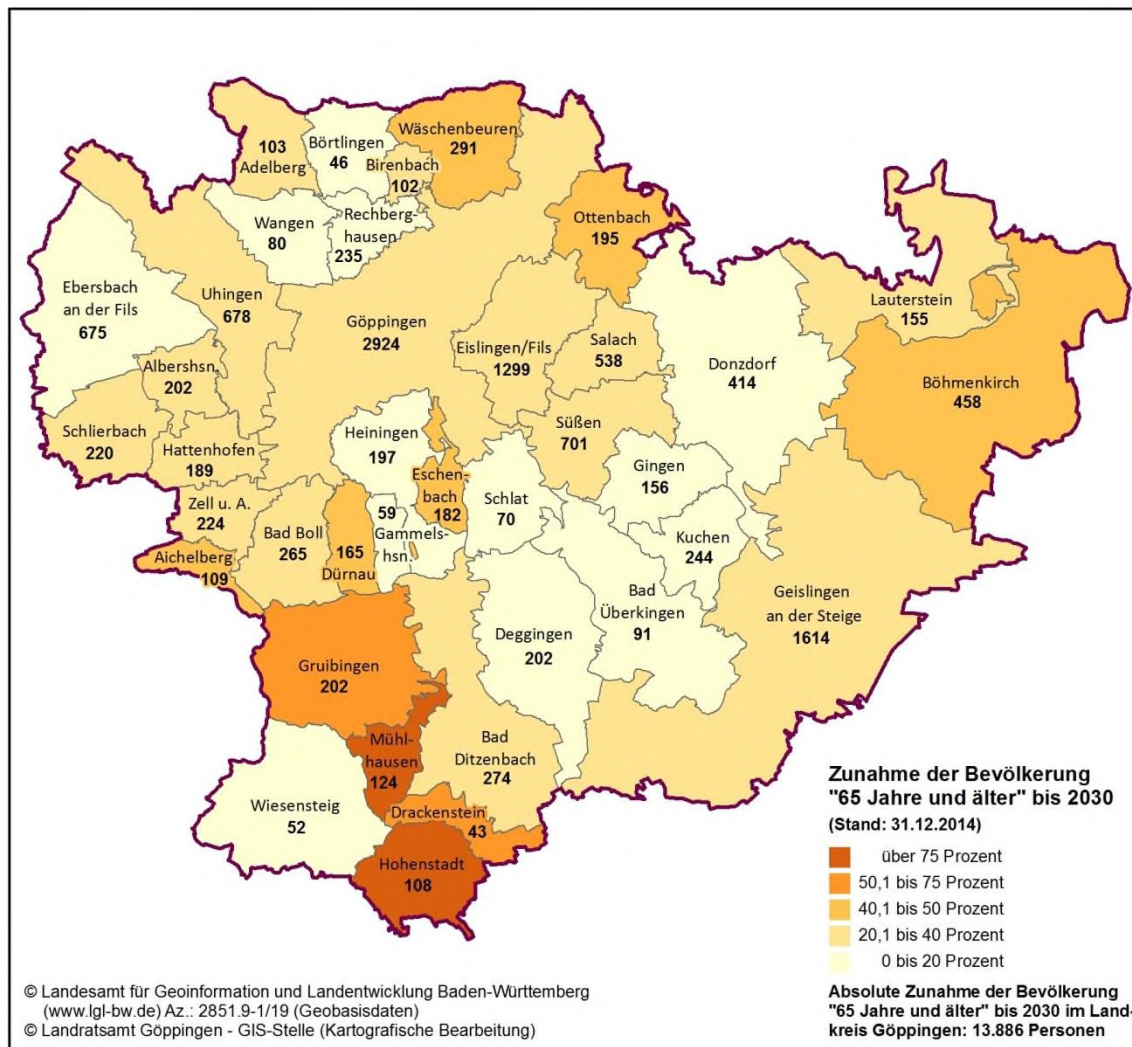 Wäschenbeuren
291
103
Adelberg
Börtlingen
46
Birenbach
102
Ottenbach
195
Wangen
80
Rechberg-
hausen
235
Ebersbach
an der Fils
675
Uhingen
678
Göppingen
2924
Eislingen/Fils
1299
Salach
538
Donzdorf
414
Lauterstein
155
Böhmenkirch
458
Albershsn.
202
Schlierbach
220
Hattenhofen
189
Heiningen
197
Süßen
701
Gingen
156
Eschen-
bach
182
Schlat
70
Zell u. A.
224
Bad Boll
265
59
Gammels-
hsn.
Kuchen
244
Aichelberg
109
165
Dürnau
Bad
Überkingen
91
Geislingen
an der Steige
1614
Deggingen
202
Gruibingen
202
Mühl-
hausen
124
Bad
Ditzenbach
274
Wiesensteig
52
Drackenstein
43
Hohenstadt
108
Zunahme der Bevölkerung
"65 Jahre und älter" bis 2030
(Stand: 31.12.2014)
über 75 Prozent
50,1 bis 75 Prozent
40,1 bis 50 Prozent
20,1 bis 40 Prozent
0 bis 20 Prozent
Absolute Zunahme der Bevölkerung
"65 Jahre und älter" bis 2030 im Land-
kreis Göppingen: 13.886 Personen
© Landesamt für Geoinformation und Landentwicklung Baden-Württemberg
(www.lgl-bw.de) Az.: 2851.9-1/19 (Geobasisdaten)
© Landratsamt Göppingen - GIS-Stelle (Kartografische Bearbeitung)